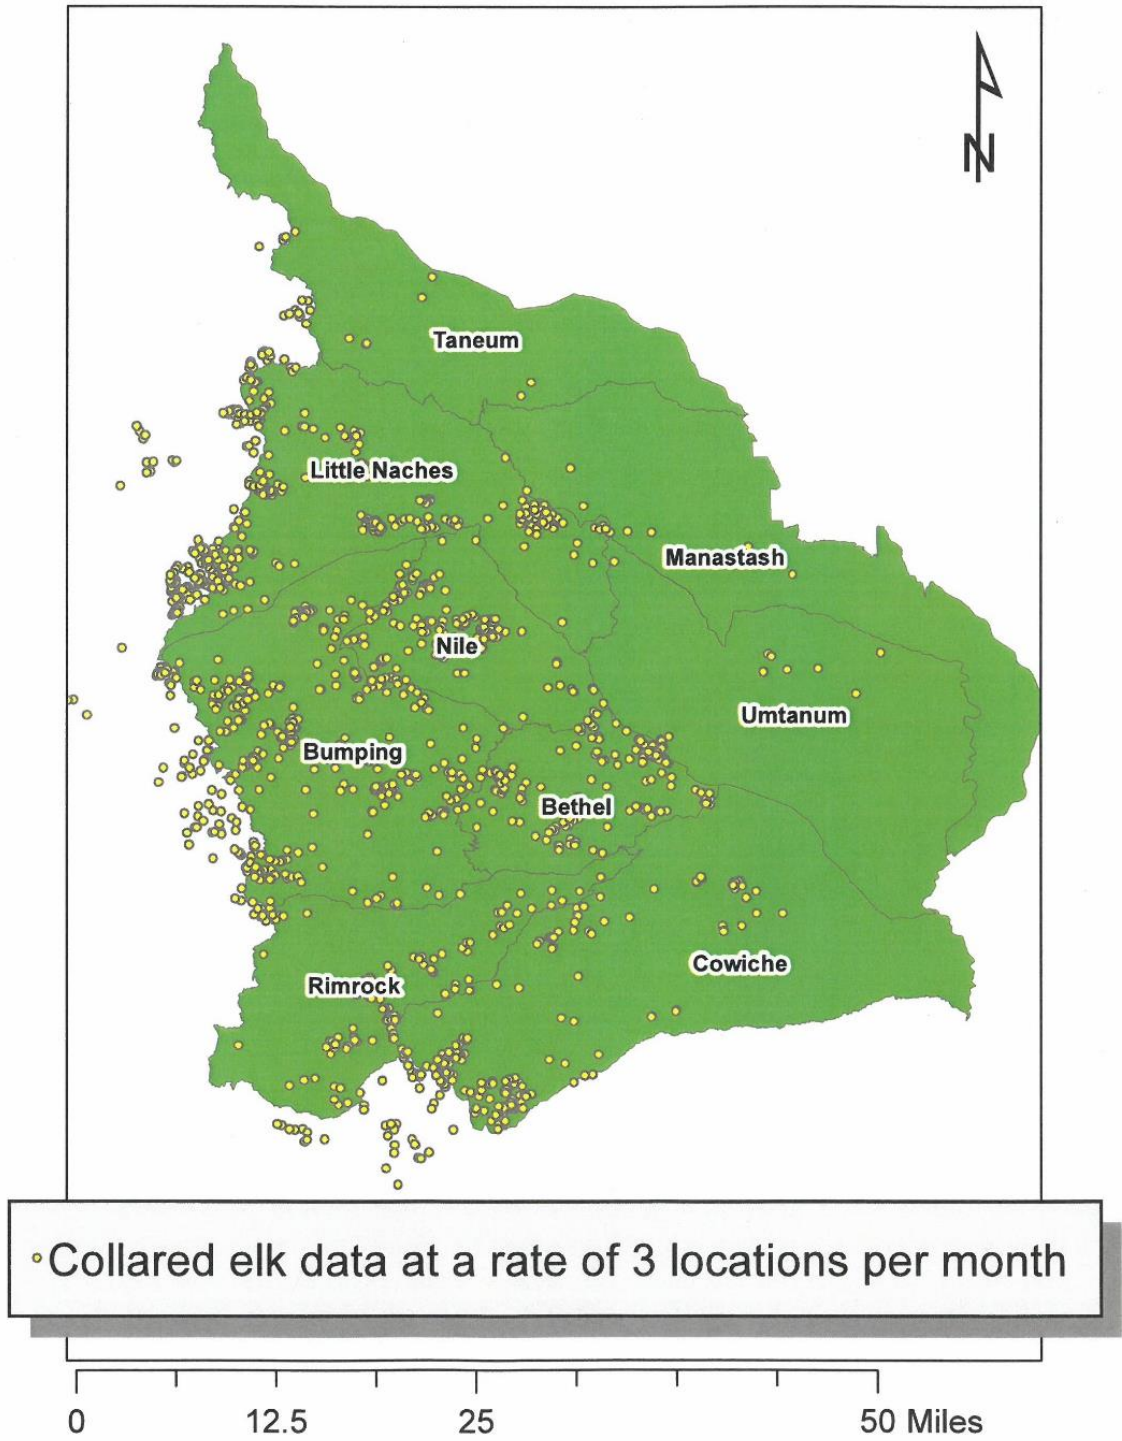 N
Taneum
Little Naches
Manastash
Nile
Umtanum
Bumping
Bethel
Cowiche
Rimrock
Collared elk data at a rate of 3 locations per month
0 12.5 25 50 Miles